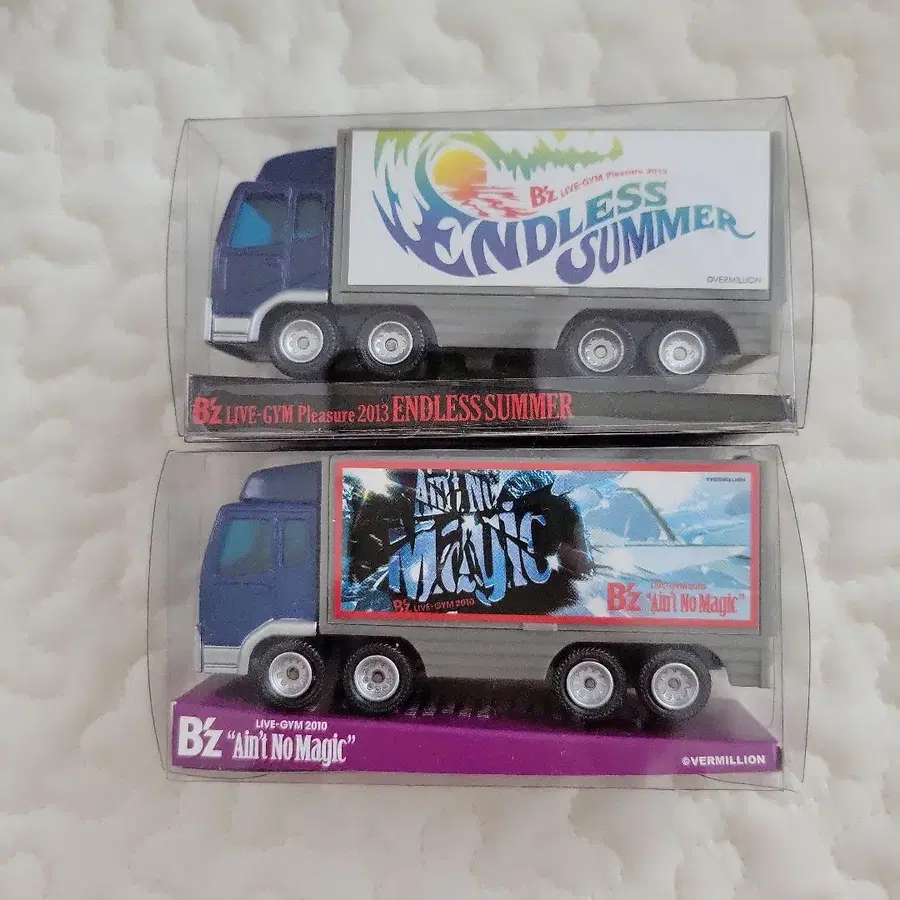 B'z LIVE-GYM Pleasure 2013
ENDLESS
SUMMER
©VERMILLION
B'z LIVE-GYM Pleasure 2013 ENDLESS SUMMER
Ain't No
Magic
©VERMILLION
B'z LIVE-GYM 2010
B'z "Ain't No Magic"
B'z LIVE-GYM 2010
"Ain't No Magic"
©VERMILLION